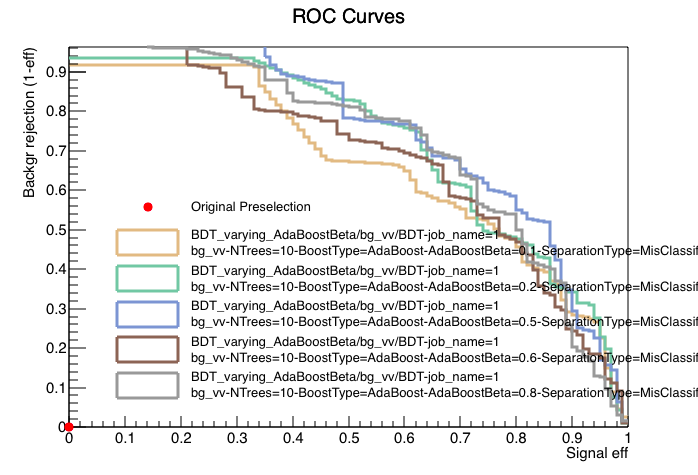 ROC Curves
Backgr rejection (1-eff)
0.9
0.8
0.7
0.6
0.5
0.4
0.3
0.2
0.1
0
Original Preselection
BDT_varying_AdaBoostBeta/bg_vv/BDT-job_name=1
bg_vv-NTrees=10-BoostType=AdaBoost-AdaBoostBeta=0.1-SeparationType=MisClassif
BDT_varying_AdaBoostBeta/bg_vv/BDT-job_name=1
bg_vv-NTrees=10-BoostType=AdaBoost-AdaBoostBeta=0.2-SeparationType=MisClassif
BDT_varying_AdaBoostBeta/bg_vv/BDT-job_name=1
bg_vv-NTrees=10-BoostType=AdaBoost-AdaBoostBeta=0.5-SeparationType=MisClassif
BDT_varying_AdaBoostBeta/bg_vv/BDT-job_name=1
bg_vv-NTrees=10-BoostType=AdaBoost-AdaBoostBeta=0.6-SeparationType=MisClassif
BDT_varying_AdaBoostBeta/bg_vv/BDT-job_name=1
bg_vv-NTrees=10-BoostType=AdaBoost-AdaBoostBeta=0.8-SeparationType=MisClassif
0 0.1 0.2 0.3 0.4 0.5 0.6 0.7 0.8 0.9 1
Signal eff